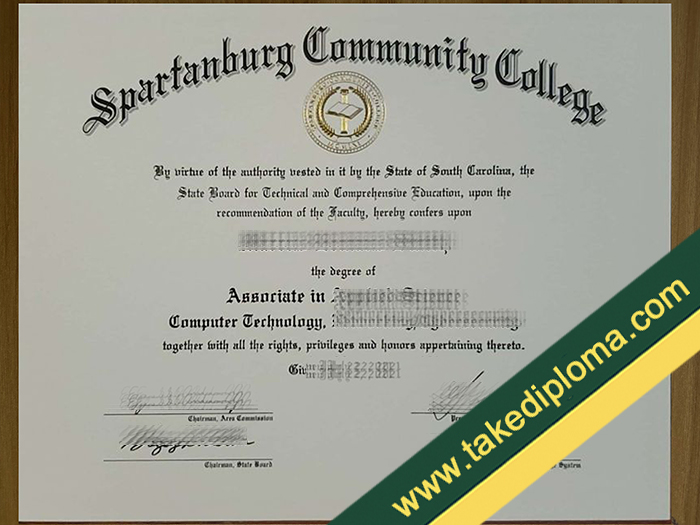 Spartanburg Community College
By virtue of the authority vested in it by the State of South Carolina, the
State Board for Technical and Comprehensive Education, upon the
recommendation of the Faculty, hereby confers upon
the degree of
Associate in
Computer Technology,
together with all the rights, privileges and honors appertaining thereto.
Chairman, Area Commission
Chairman, State Board
System
www.takediploma.com